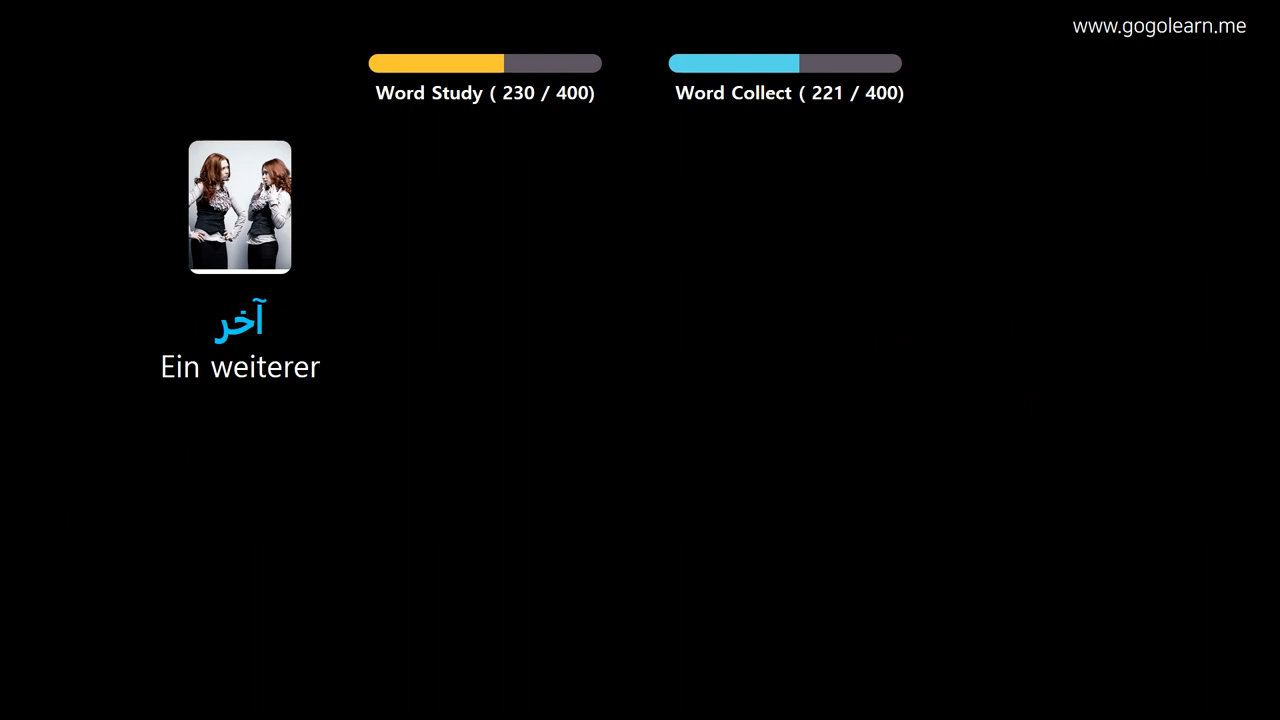 www.gogolearn.me
Word Study ( 230 / 400)
Word Collect ( 221 / 400)
آخر
Ein weiterer